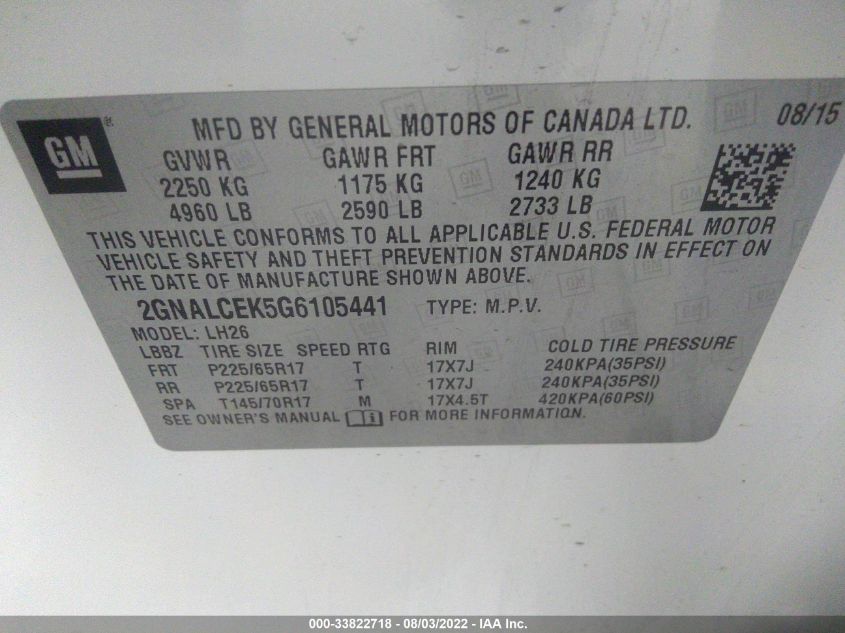 GM
MFD BY GENERAL MOTORS OF CANADA LTD. 08/15
GVWR GAWR FRT GAWR RR
2250 KG 1175 KG 1240 KG
4960 LB 2590 LB 2733 LB
THIS VEHICLE CONFORMS TO ALL APPLICABLE U.S. FEDERAL MOTOR
VEHICLE SAFETY AND THEFT PREVENTION STANDARDS IN EFFECT ON
THE DATE OF MANUFACTURE SHOWN ABOVE.
2GNALCEK5G6105441 TYPE: M.P.V.
MODEL: LH26
LBBZ TIRE SIZE SPEED RTG RIM COLD TIRE PRESSURE
FRT P225/65R17 T 17X7J 240KPA(35PSI)
RR P225/65R17 T 17X7J 240KPA(35PSI)
SPA T145/70R17 M 17X4.5T 420KPA(60PSI)
SEE OWNER'S MANUAL FOR MORE INFORMATION.
000-33822718 - 08/03/2022 - IAA Inc.